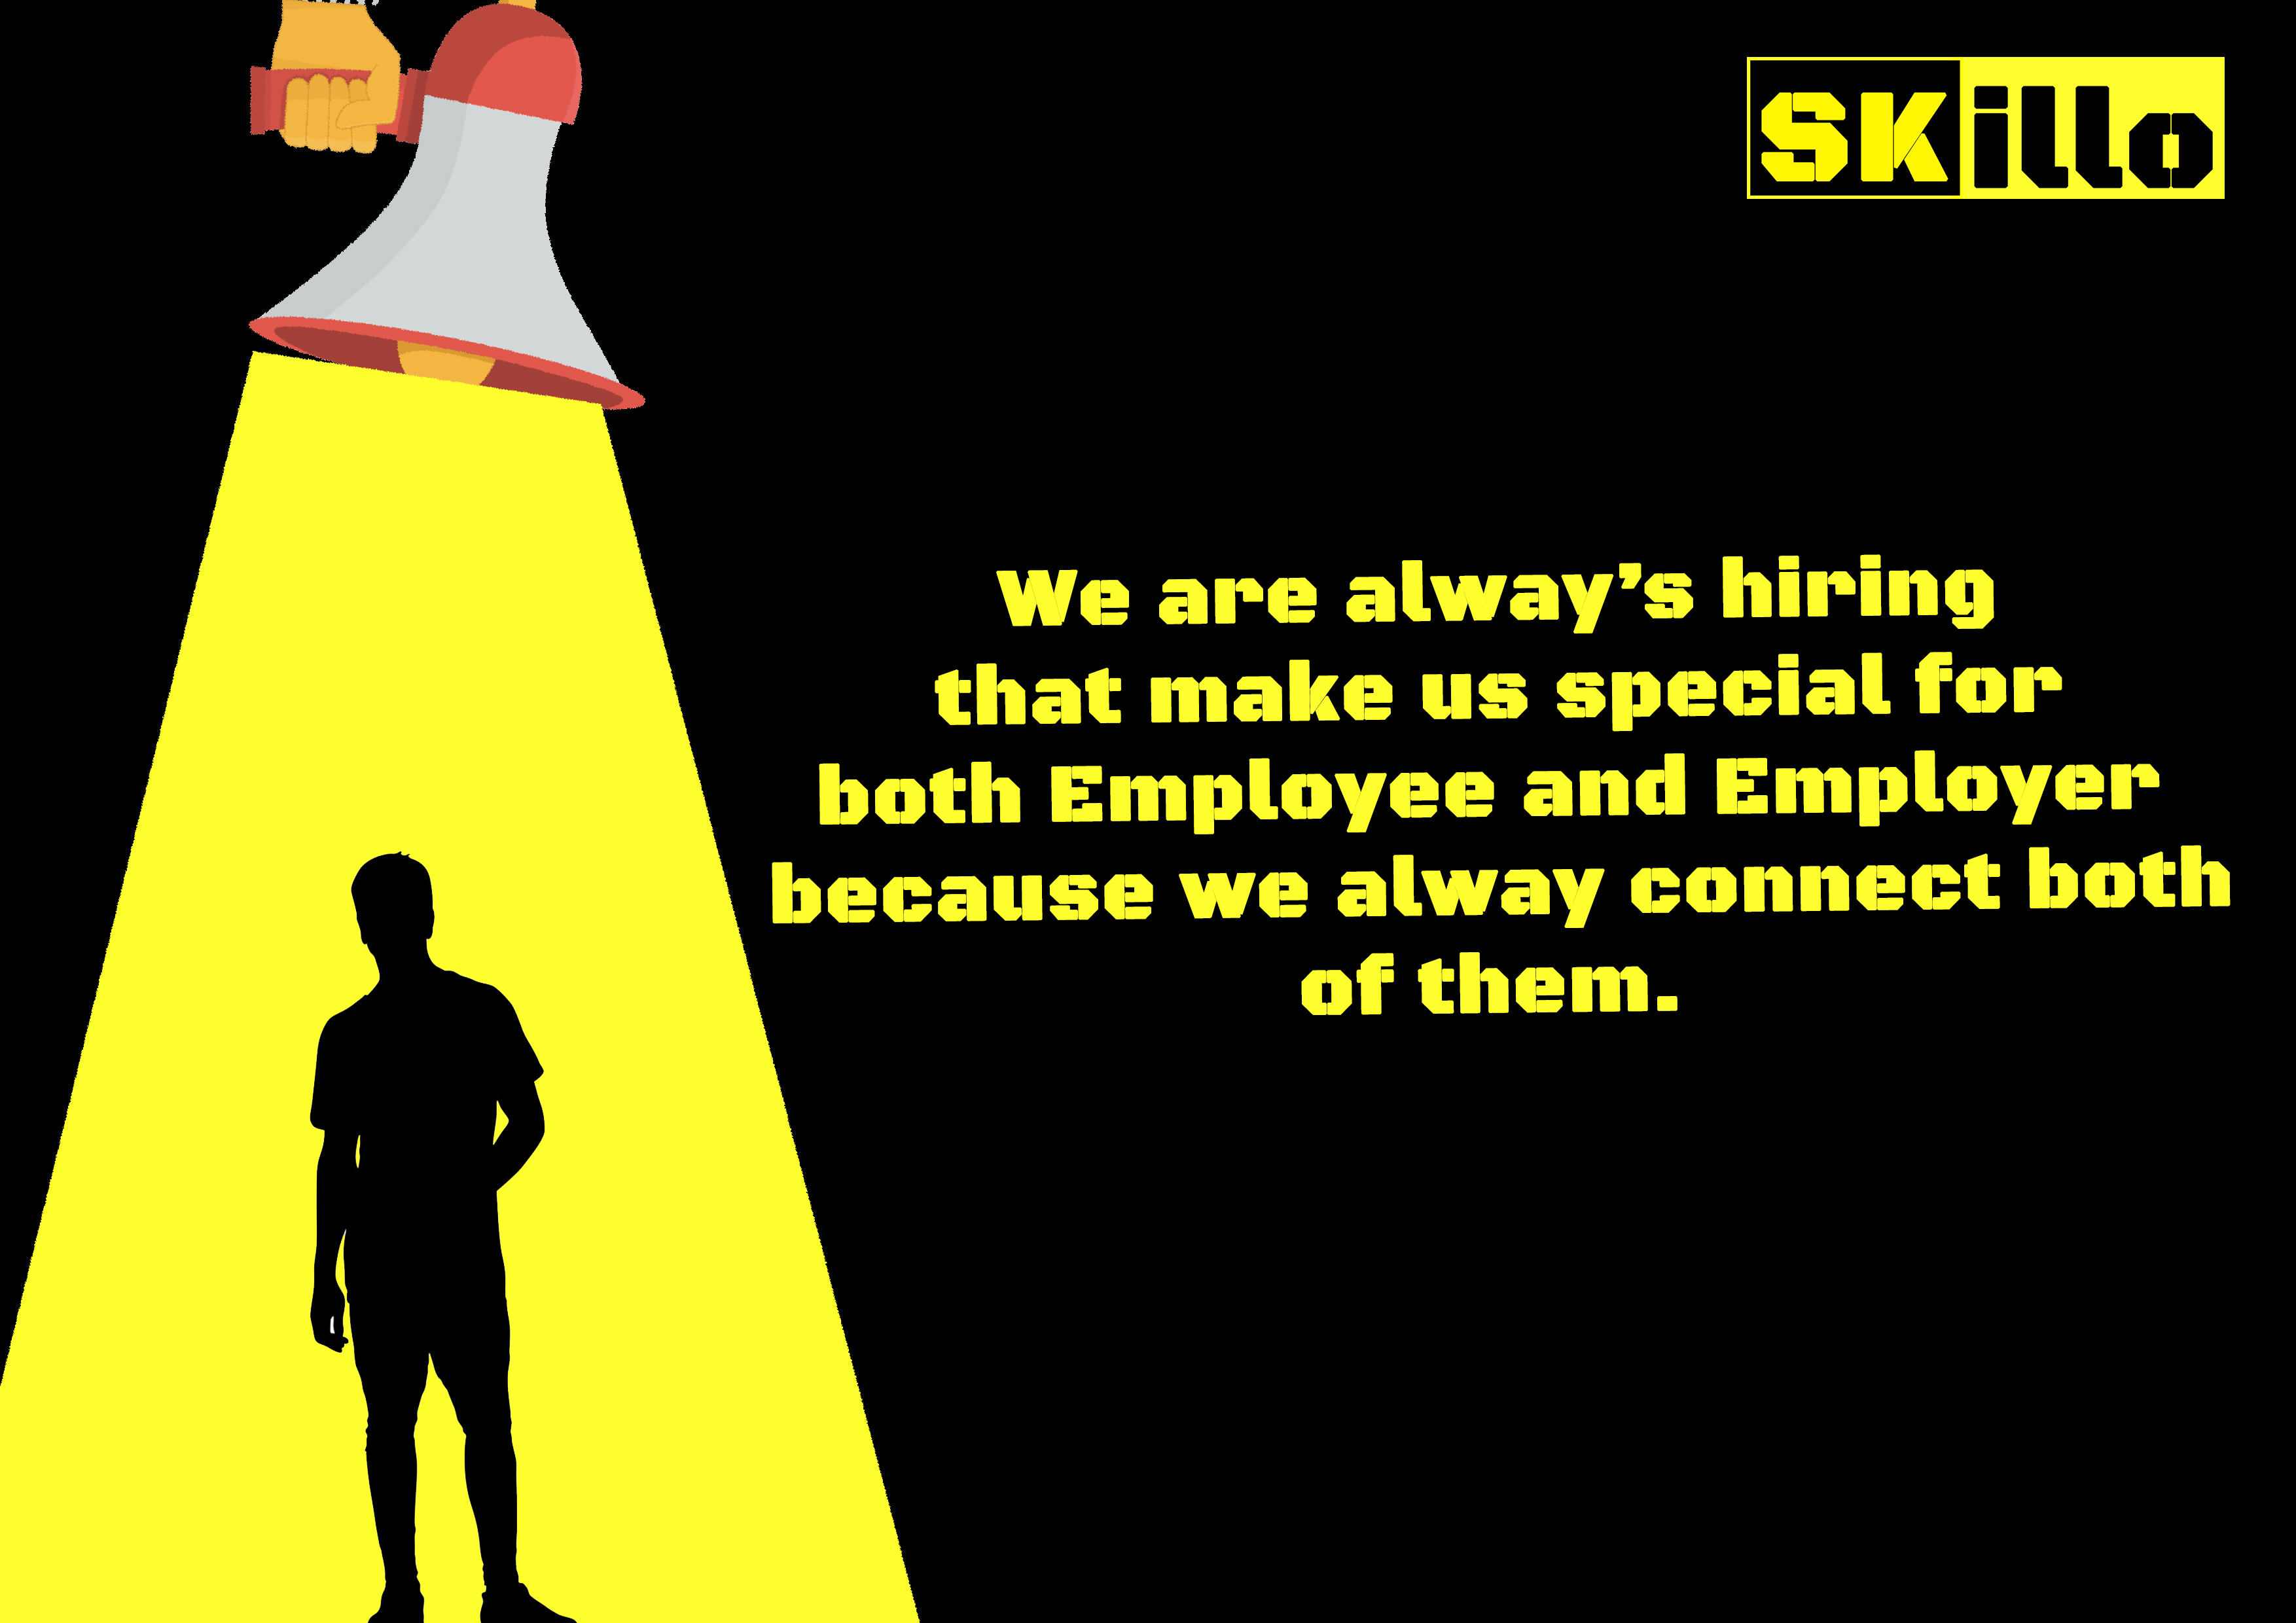 SKillo
We are alway's hiring
that make us special for
both Employee and Employer
because we alway connect both
of them.